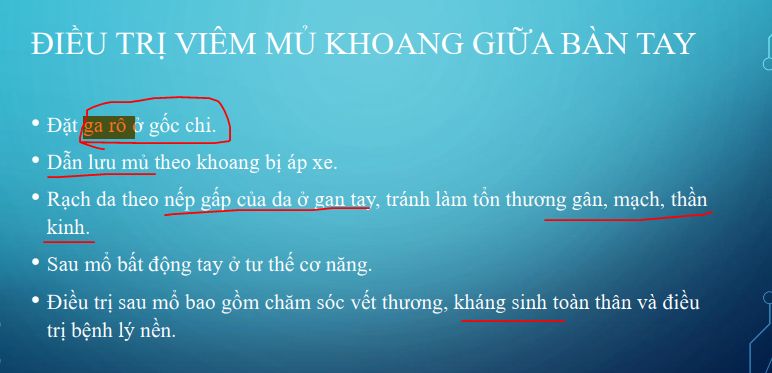 ĐIỀU TRỊ VIÊM MỦ KHOANG GIỮA BÀN TAY
• Đặt ga rô ở gốc chi.
• Dẫn lưu mủ theo khoang bị áp xe.
• Rạch da theo nếp gấp của da ở gan tay, tránh làm tổn thương gân, mạch, thần
kinh.
• Sau mổ bất động tay ở tư thế cơ năng.
• Điều trị sau mổ bao gồm chăm sóc vết thương, kháng sinh toàn thân và điều
trị bệnh lý nền.